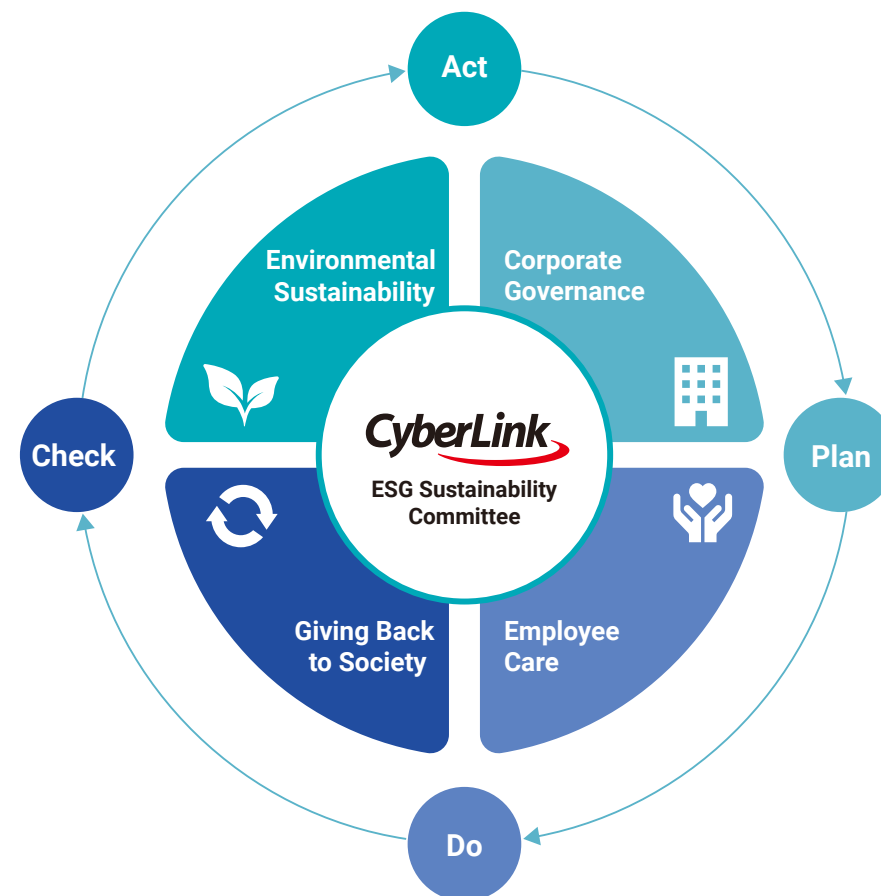 Act
Environmental
Sustainability
Corporate
Governance
Check
CyberLink
ESG Sustainability
Committee
Plan
Giving Back
to Society
Employee
Care
Do